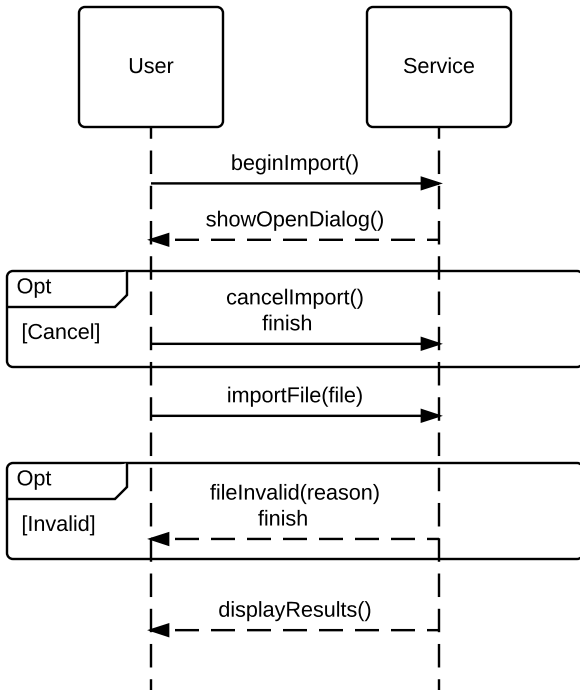 User
Service
beginImport()
showOpenDialog()
Opt
cancelImport()
finish
[Cancel]
importFile(file)
Opt
fileInvalid(reason)
finish
[Invalid]
displayResults()